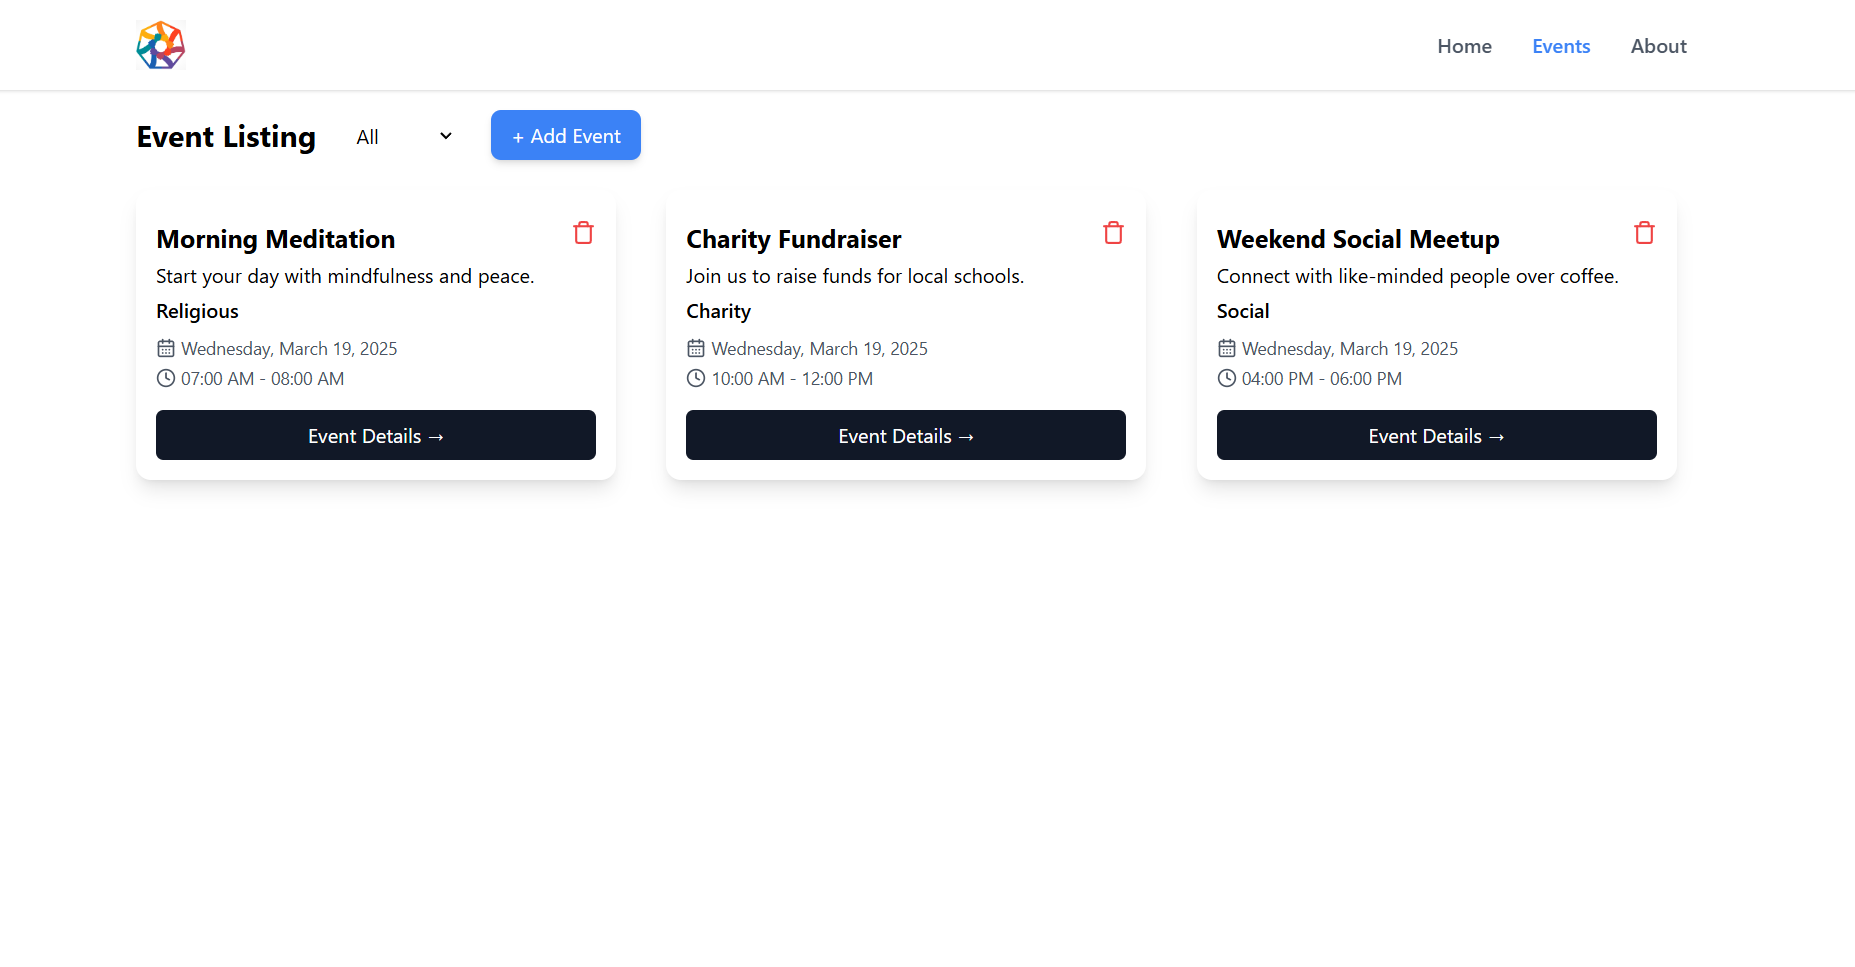 Home Events About
Event Listing All + Add Event
Morning Meditation
Start your day with mindfulness and peace.
Religious
Wednesday, March 19, 2025
07:00 AM - 08:00 AM
Event Details →
Charity Fundraiser
Join us to raise funds for local schools.
Charity
Wednesday, March 19, 2025
10:00 AM - 12:00 PM
Event Details →
Weekend Social Meetup
Connect with like-minded people over coffee.
Social
Wednesday, March 19, 2025
04:00 PM - 06:00 PM
Event Details →